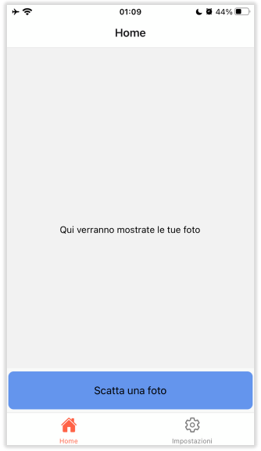 01:09 44%
Home
Qui verranno mostrate le tue foto
Scatta una foto
Home Impostazioni